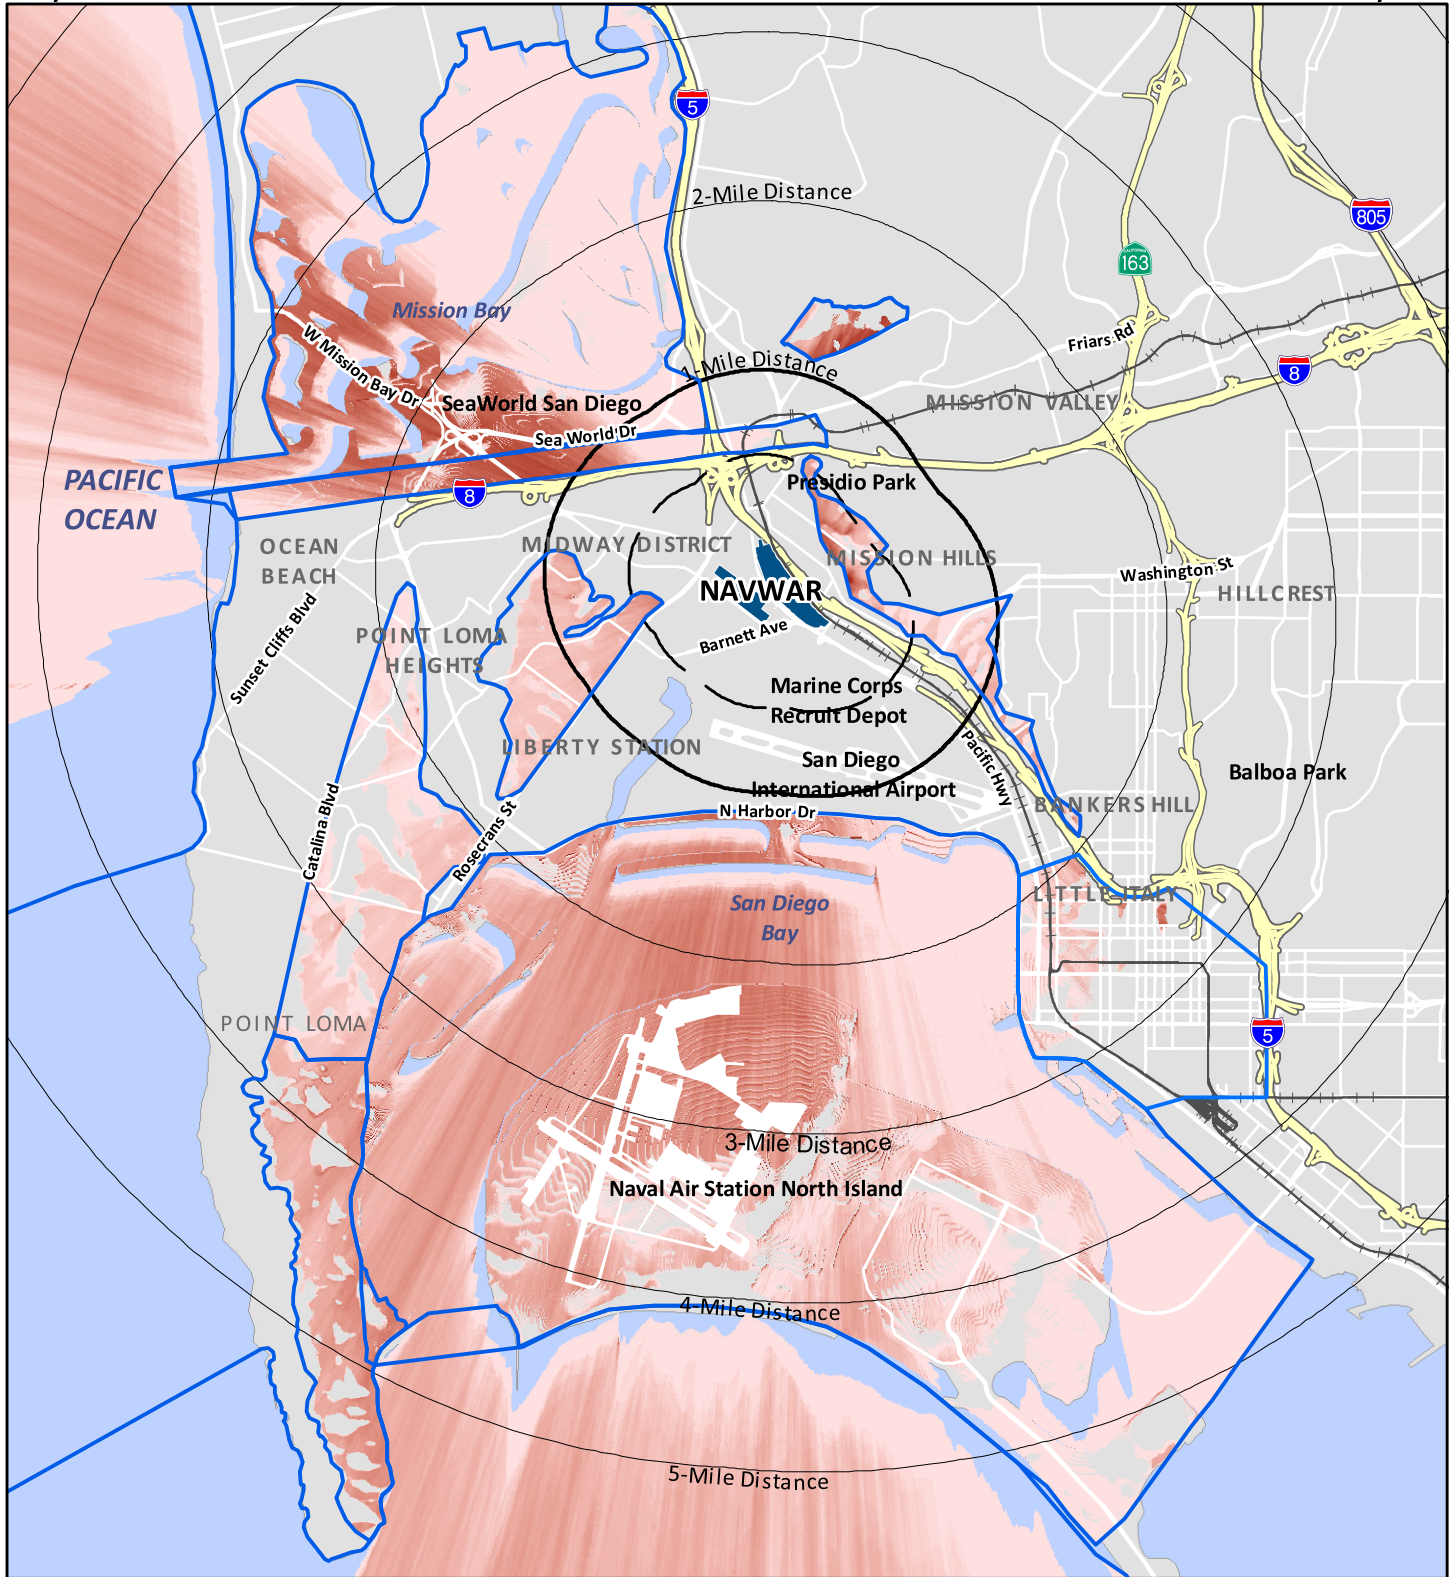 5
2-Mile Distance
805
163
Mission Bay
W Mission Bay Dr
1-Mile Distance
Friars Rd
8
MISSION VALLEY
SeaWorld San Diego
Sea World Dr
PACIFIC
OCEAN
8
Presidio Park
OCEAN
BEACH
MIDWAY DISTRICT
MISSION HILLS
Washington St
HILLCREST
NAVWAR
Sunset Cliffs Blvd
POINT LOMA
HEIGHTS
Barnett Ave
Marine Corps
Recruit Depot
LIBERTY STATION
San Diego
International Airport
Pacific Hwy
Balboa Park
N Harbor Dr
BANKERS HILL
Catalina Blvd
Rosecrans St
LITTLE ITALY
San Diego
Bay
POINT LOMA
5
3-Mile Distance
Naval Air Station North Island
4-Mile Distance
5-Mile Distance